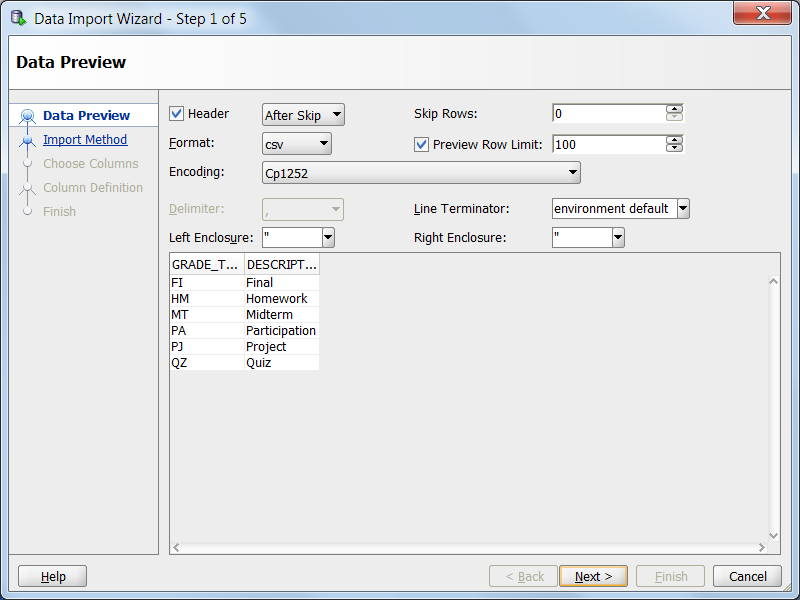 Data Import Wizard - Step 1 of 5
Data Preview
Data Preview
Import Method
Choose Columns
Column Definition
Finish
Header After Skip Skip Rows: 0
Format: csv Preview Row Limit: 100
Encoding: Cp1252
Delimiter: , Line Terminator: environment default
Left Enclosure: " Right Enclosure: "
GRADE_T... DESCRIPT...
FI Final
HM Homework
MT Midterm
PA Participation
PJ Project
QZ Quiz
Help < Back Next > Finish Cancel